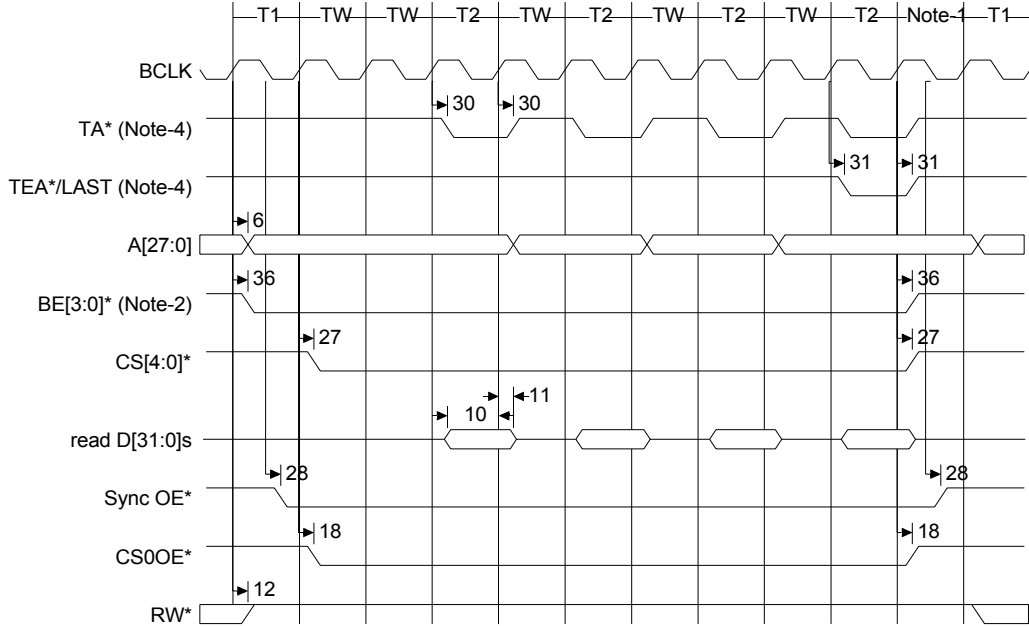 T1 TW TW T2 TW T2 TW T2 TW T2 Note-1 T1
BCLK
30 30
TA* (Note-4)
31 31
TEA*/LAST (Note-4)
6
A[27:0]
36 36
BE[3:0]* (Note-2)
27 27
CS[4:0]*
11
10
read D[31:0]s
28 28
Sync OE*
18 18
CS0OE*
12
RW*